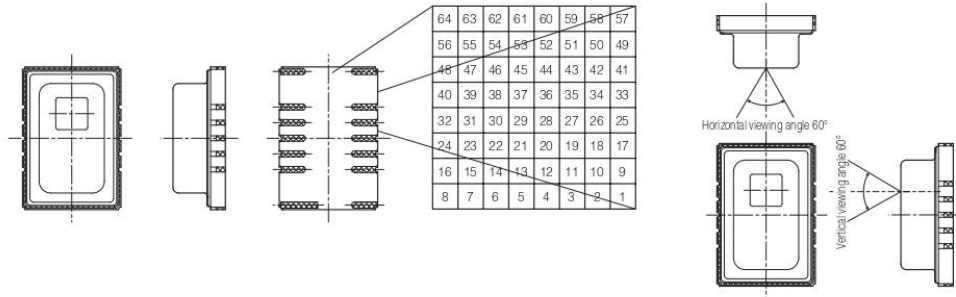 64 63 62 61 60 59 58 57
56 55 54 53 52 51 50 49
48 47 46 45 44 43 42 41
40 39 38 37 36 35 34 33
32 31 30 29 28 27 26 25
24 23 22 21 20 19 18 17
16 15 14 13 12 11 10 9
8 7 6 5 4 3 2 1
Horizontal viewing angle 60°
Vertical viewing angle 60°